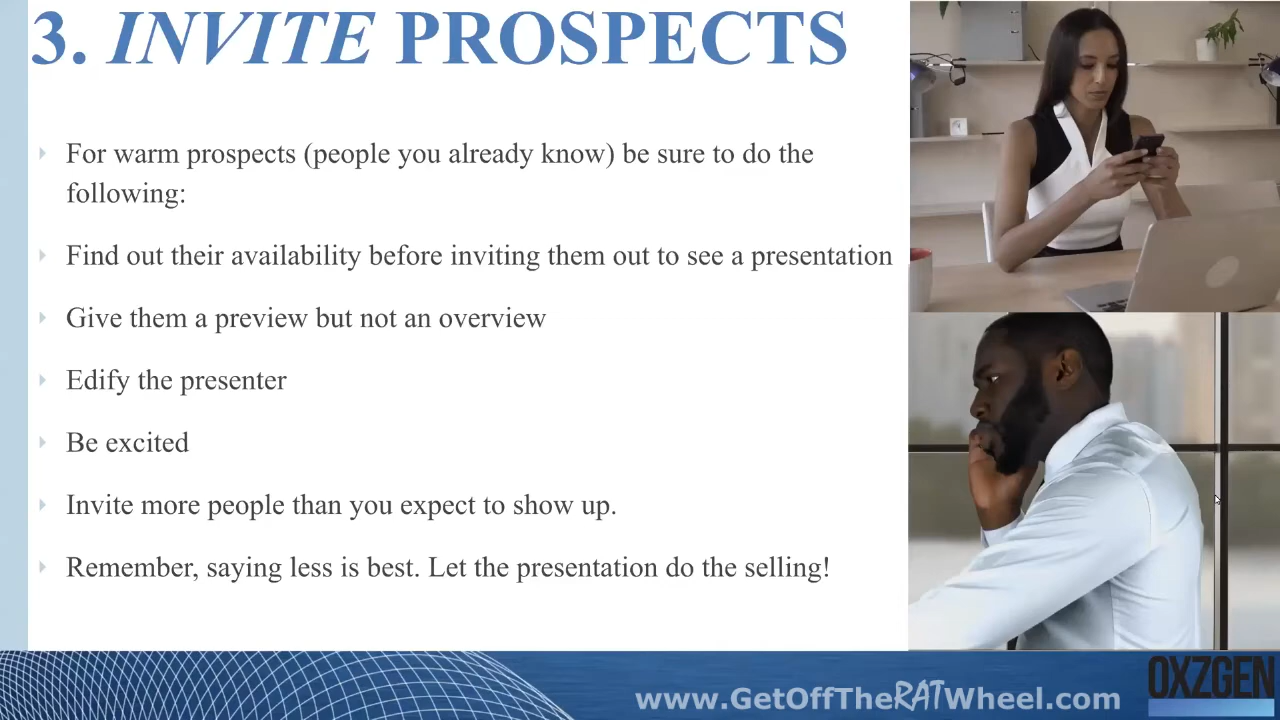 3. INVITE PROSPECTS
For warm prospects (people you already know) be sure to do the
following:
Find out their availability before inviting them out to see a presentation
Give them a preview but not an overview
Edify the presenter
Be excited
Invite more people than you expect to show up.
Remember, saying less is best. Let the presentation do the selling!
www.GetOffTheRATWheel.com
OXZGEN